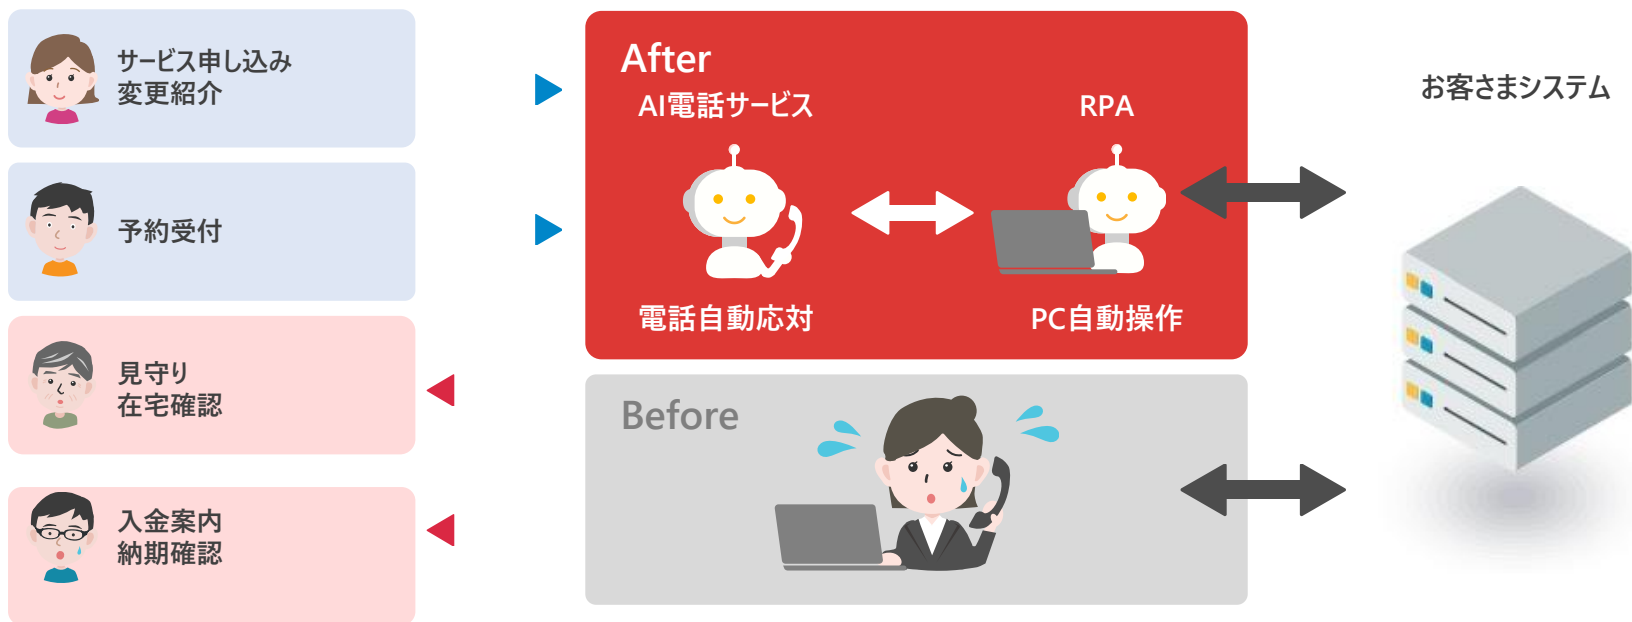 サービス申し込み
変更紹介
予約受付
見守り
在宅確認
入金案内
納期確認
After
AI電話サービス
RPA
電話自動応対
PC自動操作
Before
お客さまシステム